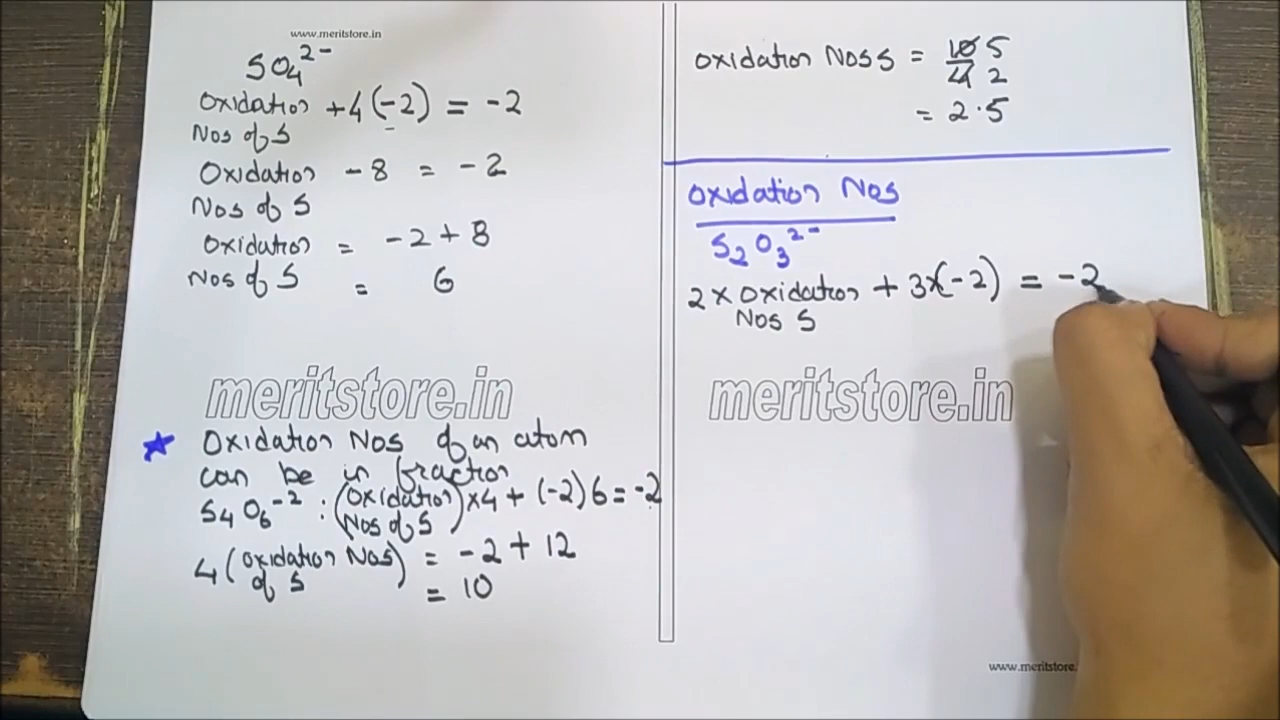 www.meritstore.in
SO4 2-
Oxidation +4(-2) = -2
Nos of S
Oxidation -8 = -2
Nos of S
Oxidation = -2+8
Nos of S = 6
meritstore.in
★ Oxidation Nos of an atom
can be in fraction
S4O6 -2 : (Oxidation Nos of S)x4 + (-2)6 = -2
4(Oxidation Nos of S) = -2 + 12
= 10
Oxidation Nos S = 10 5
4 2
= 2.5
Oxidation Nos
S2O3 2-
2 x Oxidation + 3x(-2) = -2
Nos S
meritstore.in
www.meritstore.